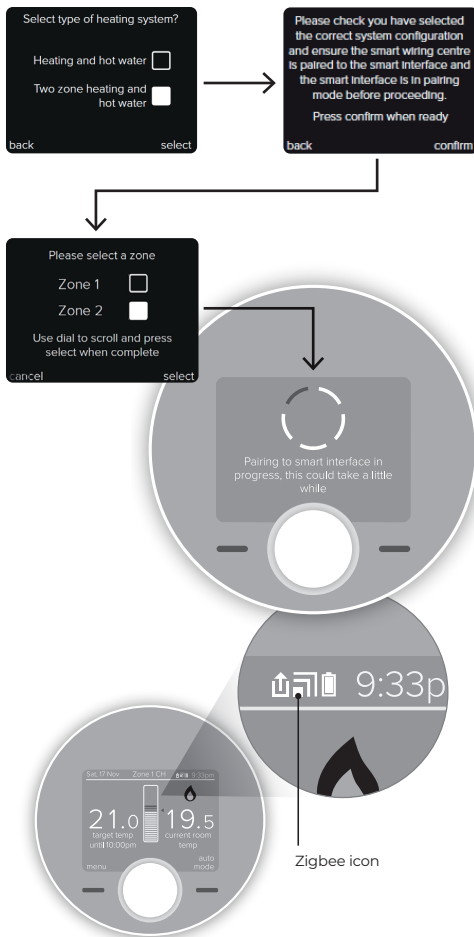 Select type of heating system?
Heating and hot water
Two zone heating and
hot water
back select
Please check you have selected
the correct system configuration
and ensure the smart wiring centre
is paired to the smart interface and
the smart interface is in pairing
mode before proceeding.
Press confirm when ready
back confirm
Please select a zone
Zone 1
Zone 2
Use dial to scroll and press
select when complete
cancel select
Pairing to smart interface in
progress, this could take a little
while
9:33p
Sat, 17 Nov Zone 1 CH 9:33pm
21.0 19.5
target temp current room
until 10:00pm temp
menu auto
mode
Zigbee icon